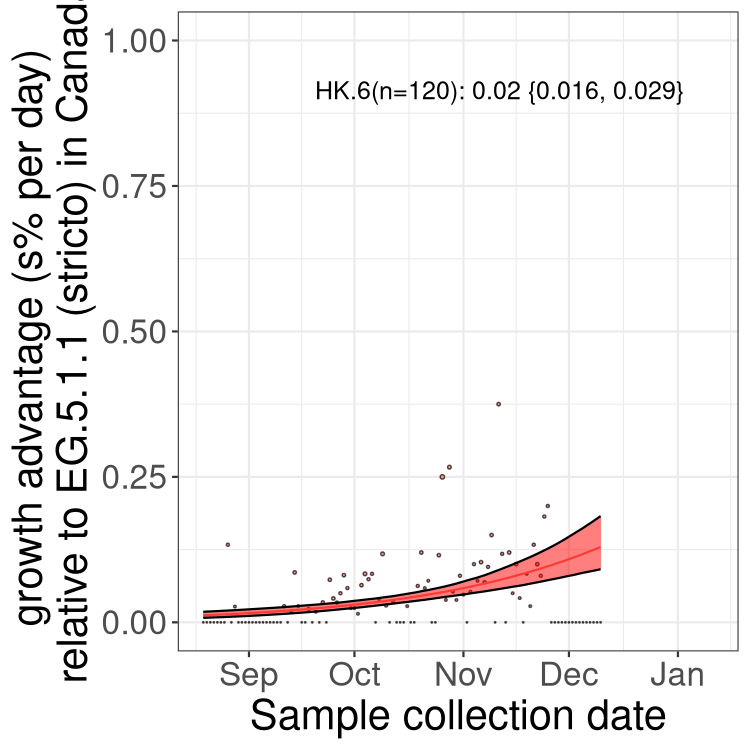 growth advantage (s% per day)
relative to EG.5.1.1 (stricto) in Canada
1.00
0.75
0.50
0.25
0.00
HK.6(n=120): 0.02 {0.016, 0.029}
Sep Oct Nov Dec Jan
Sample collection date